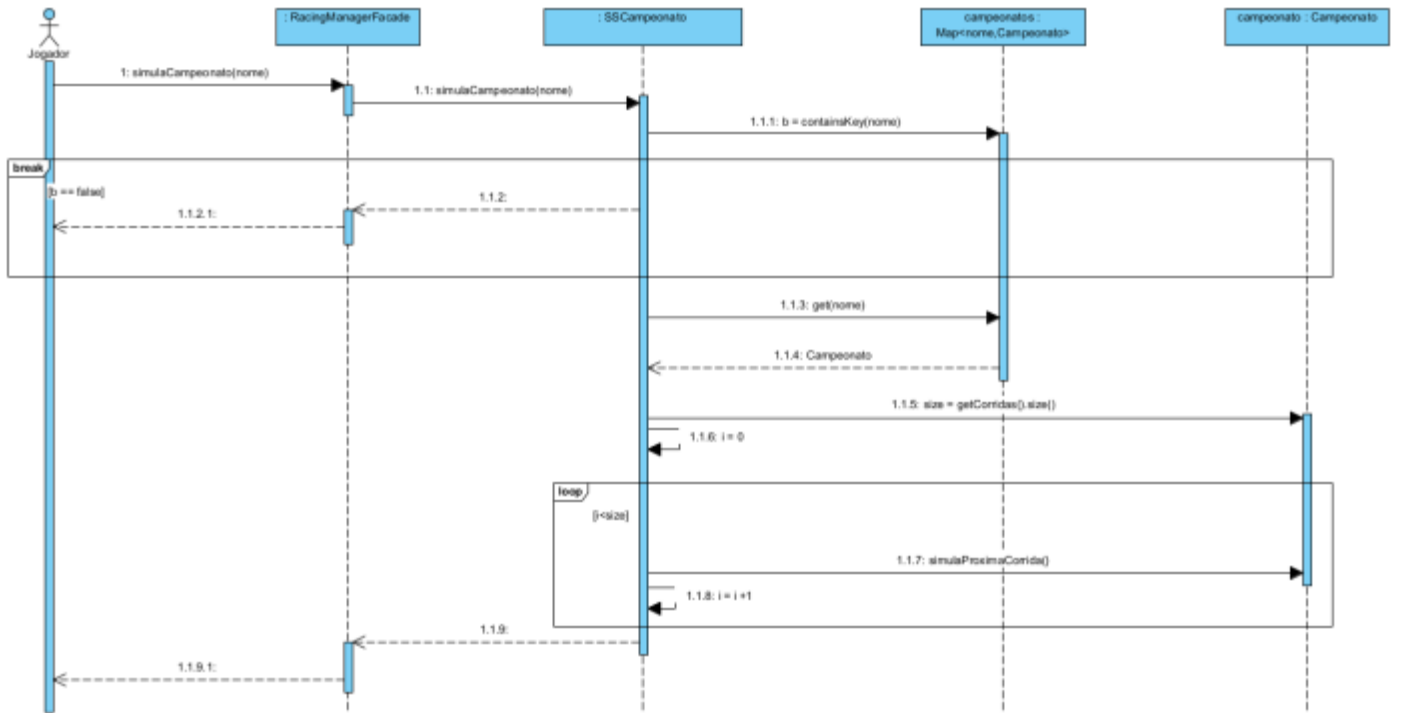 : RacingManagerFacade
: SSCampeonato
campeonatos :
Map<nome,Campeonato>
campeonato : Campeonato
Jogador
1: simulaCampeonato(nome)
1.1: simulaCampeonato(nome)
1.1.1: b = containsKey(nome)
break
[b == false]
1.1.2:
1.1.2.1:
1.1.3: get(nome)
1.1.4: Campeonato
1.1.5: size = getCorridas().size()
1.1.6: i = 0
loop
[i<size]
1.1.7: simulaProximaCorrida()
1.1.8: i = i +1
1.1.9:
1.1.9.1: